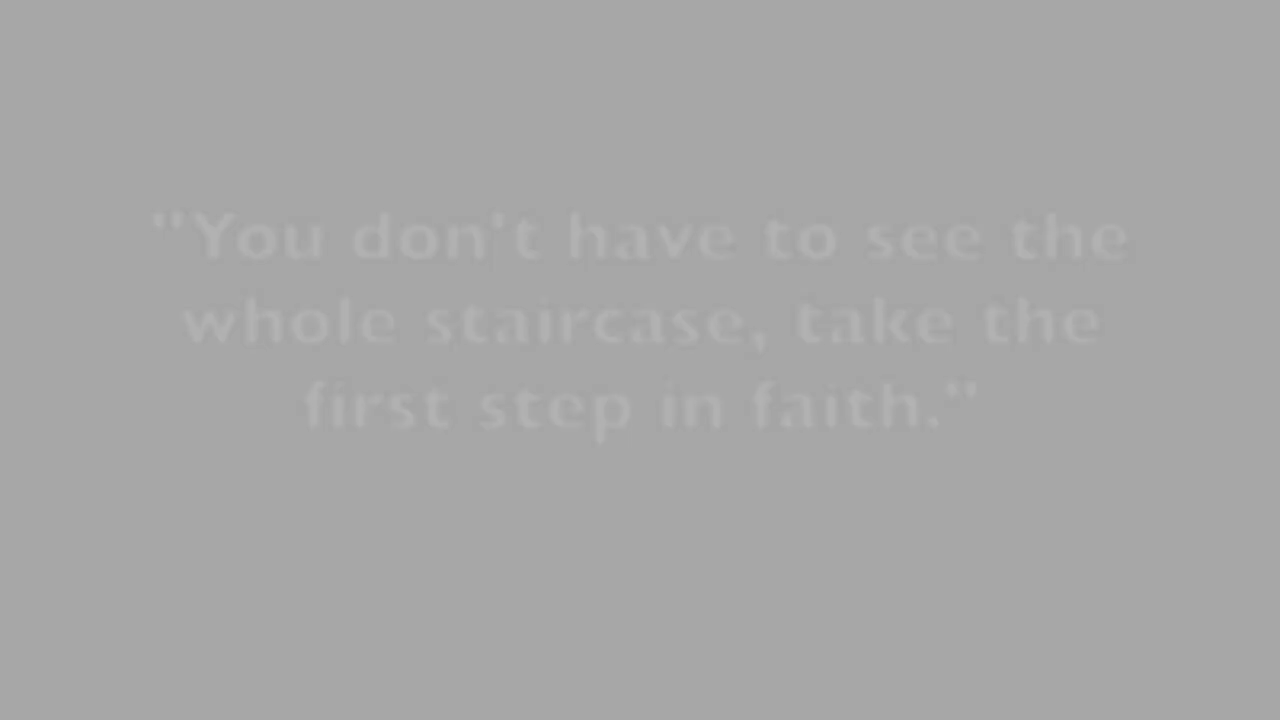 "You don't have to see the
whole staircase, take the
first step in faith."